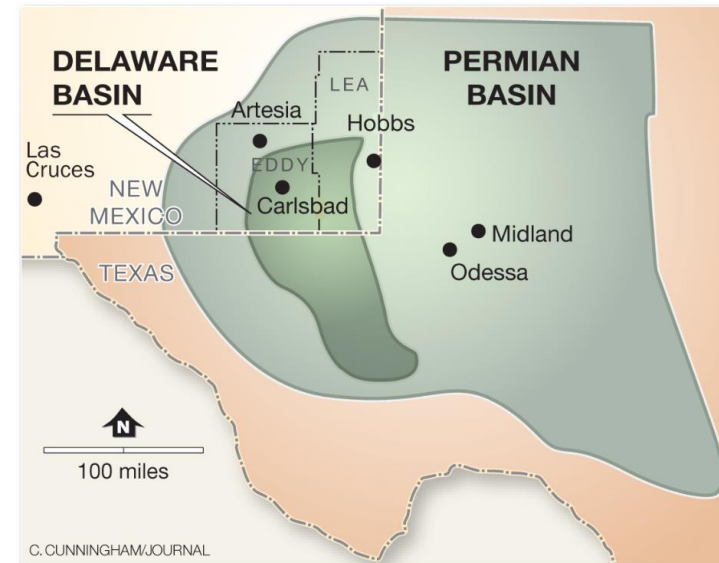 DELAWARE
BASIN
PERMIAN
BASIN
LEA
Artesia
Hobbs
EDDY
Las
Cruces
NEW
MEXICO
Carlsbad
Midland
Odessa
TEXAS
N
100 miles
C. CUNNINGHAM/JOURNAL